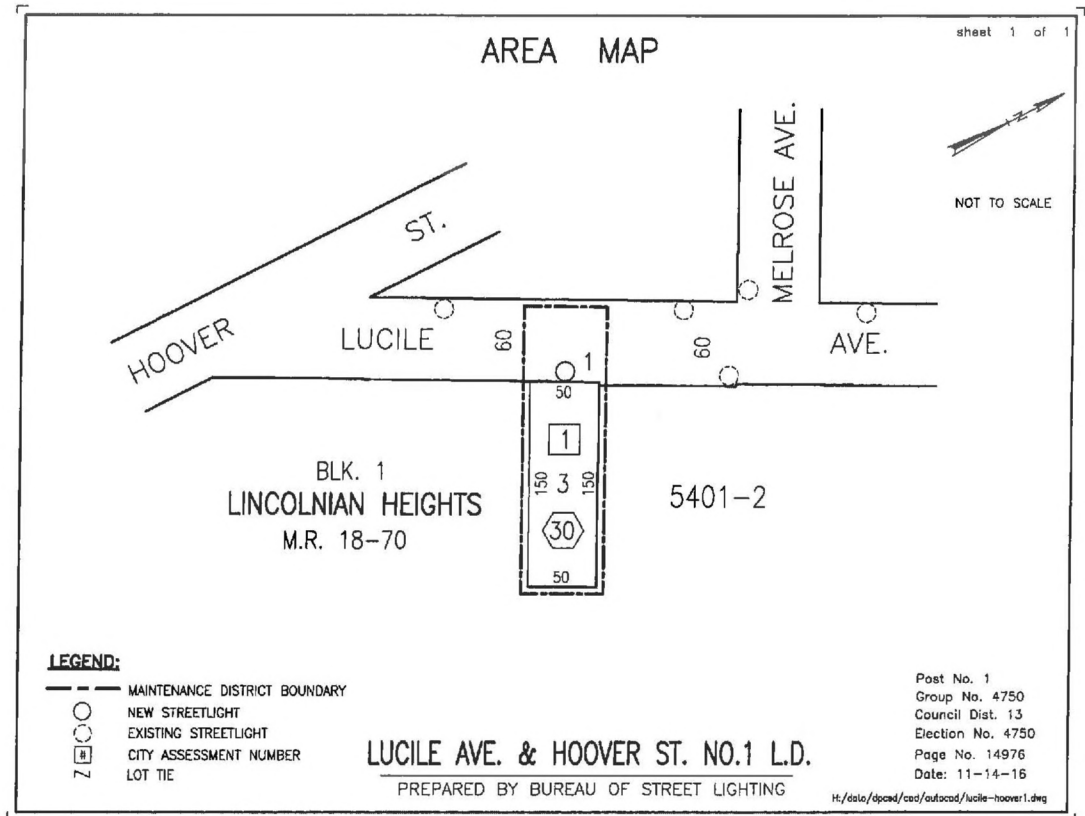 sheet 1 of 1
AREA MAP
N
NOT TO SCALE
MELROSE AVE.
HOOVER ST.
LUCILE AVE.
60
60
1
50
1
150 3 150
30
50
BLK. 1
LINCOLNIAN HEIGHTS
M.R. 18-70
5401-2
LEGEND:
MAINTENANCE DISTRICT BOUNDARY
NEW STREETLIGHT
EXISTING STREETLIGHT
# CITY ASSESSMENT NUMBER
Z LOT TIE
LUCILE AVE. & HOOVER ST. NO.1 L.D.
PREPARED BY BUREAU OF STREET LIGHTING
Post No. 1
Group No. 4750
Council Dist. 13
Election No. 4750
Page No. 14976
Date: 11-14-16
H:/data/dpcad/cad/autocad/lucile-hoover1.dwg